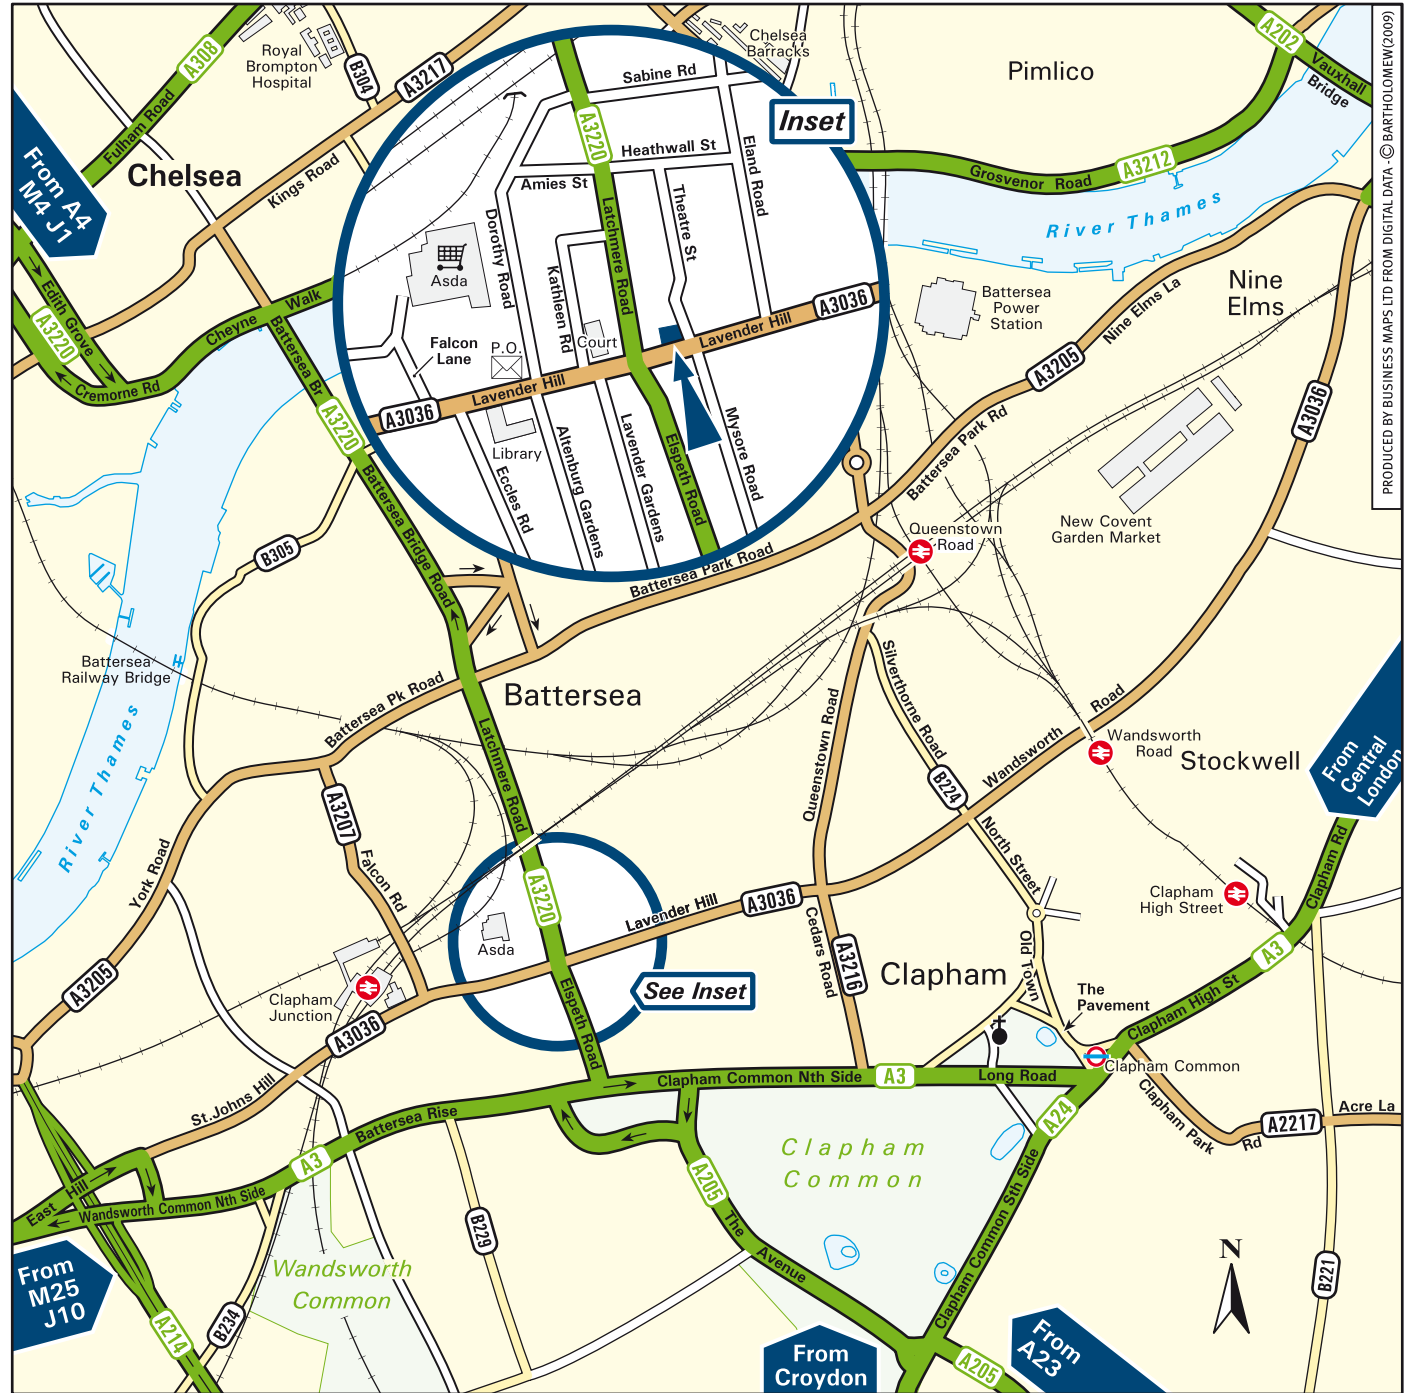 Royal
Brompton
Hospital
A308
B304
A3217
Fulham Road
Chelsea
Kings Road
From A4
M4 J1
Edith Grove
A3220
Cremorne Rd
Cheyne
Walk
Battersea Br
A3220
Battersea Bridge Road
B305
Chelsea
Barracks
Pimlico
A202
Vauxhall
Bridge
Grosvenor Road
A3212
River Thames
Inset
Sabine Rd
A3220
Heathwall St
Eland Road
Amies St
Theatre St
Latchmere Road
Dorothy Road
Kathleen Rd
Asda
Falcon
Lane
P.O.
Court
Lavender Hill
A3036
A3036
Lavender Hill
Library
Eccles Rd
Altenburg Gardens
Lavender Gardens
Elspeth Road
Mysore Road
Battersea
Power
Station
Nine
Elms
Nine Elms La
A3205
Battersea Park Rd
A3036
New Covent
Garden Market
Queenstown
Road
Battersea Park Road
Battersea
Railway Bridge
River Thames
Battersea Pk Road
Battersea
Latchmere Road
Silverthorne Road
Queenstown Road
B224
Wandsworth
Road
Wandsworth
Road
Stockwell
From
Central
London
A3207
Falcon Rd
York Road
A3205
A3220
Asda
Lavender Hill
A3036
See Inset
Elspeth Road
Clapham
Junction
A3036
St.Johns Hill
North Street
Cedars Road
A3216
Clapham
Old Town
The
Pavement
Clapham
High Street
Clapham Rd
A3
Clapham High St
Clapham Common
Clapham Common Nth Side
A3
Long Road
A24
Clapham Park
Rd
A2217
Acre La
Battersea Rise
A3
Wandsworth Common Nth Side
East
Hill
Clapham
Common
A205
The
Avenue
Clapham Common Sth Side
B229
B221
Wandsworth
Common
B234
A214
From
M25
J10
From
Croydon
A205
From
A23
N
PRODUCED BY BUSINESS MAPS LTD FROM DIGITAL DATA - © BARTHOLOMEW(2009)